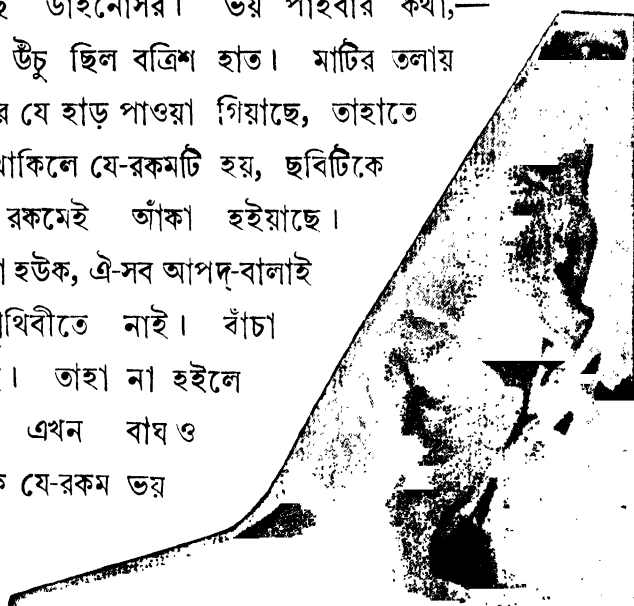 ডাইনোসর। ভয় পাইবার কথা,—
উঁচু ছিল বত্রিশ হাত। মাটির তলায়
যে হাড় পাওয়া গিয়াছে, তাহাতে
থাকিলে যে-রকমটি হয়, ছবিটিকে
রকমেই আঁকা হইয়াছে।
হউক, ঐ-সব আপদ্-বালাই
পৃথিবীতে নাই। বাঁচা
। তাহা না হইলে
এখন বাঘ ও
যে-রকম ভয়